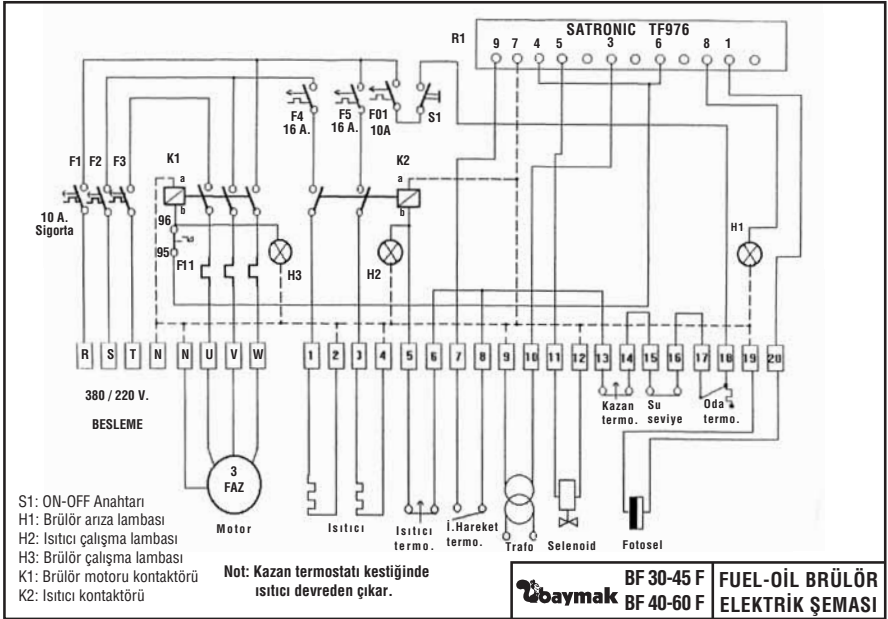 SATRONIC TF976
R1
9 7 4 5 3 6 8 1
F4
16 A.
F5
16 A.
F01
10A
S1
F1 F2 F3 K1 K2
a
b
a
b
10 A.
Sigorta
96
95
F11
H3
H2
H1
R S T N N U V W 1 2 3 4 5 6 7 8 9 10 11 12 13 14 15 16 17 18 19 20
380 / 220 V.
BESLEME
Kazan
termo.
Su
seviye
Oda
termo.
3
FAZ
Motor
Isıtıcı
Isıtıcı
termo.
İ.Hareket
termo.
Trafo
Selenoid
Fotosel
S1: ON-OFF Anahtarı
H1: Brülör arıza lambası
H2: Isıtıcı çalışma lambası
H3: Brülör çalışma lambası
K1: Brülör motoru kontaktörü
K2: Isıtıcı kontaktörü
Not: Kazan termostatı kestiğinde
ısıtıcı devreden çıkar.
baymak
BF 30-45 F
BF 40-60 F
FUEL-OİL BRÜLÖR
ELEKTRİK ŞEMASI